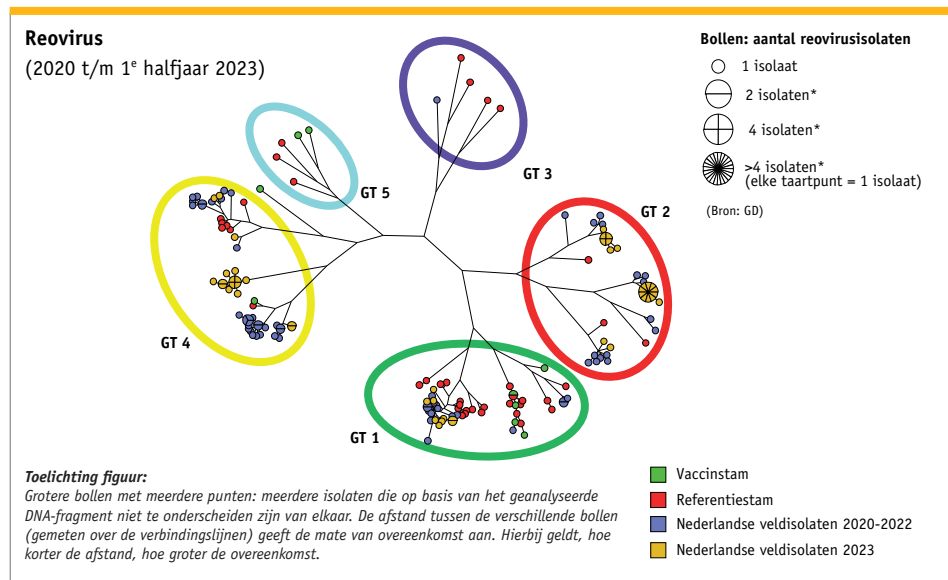 Reovirus
(2020 t/m 1e halfjaar 2023)
Bollen: aantal reovirusisolaten
1 isolaat
2 isolaten*
4 isolaten*
>4 isolaten*
(elke taartpunt = 1 isolaat)
(Bron: GD)
GT 3
GT 5
GT 2
GT 4
GT 1
Toelichting figuur:
Grotere bollen met meerdere punten: meerdere isolaten die op basis van het geanalyseerde
DNA-fragment niet te onderscheiden zijn van elkaar. De afstand tussen de verschillende bollen
(gemeten over de verbindingslijnen) geeft de mate van overeenkomst aan. Hierbij geldt, hoe
korter de afstand, hoe groter de overeenkomst.
Vaccinstam
Referentiestam
Nederlandse veldisolaten 2020-2022
Nederlandse veldisolaten 2023